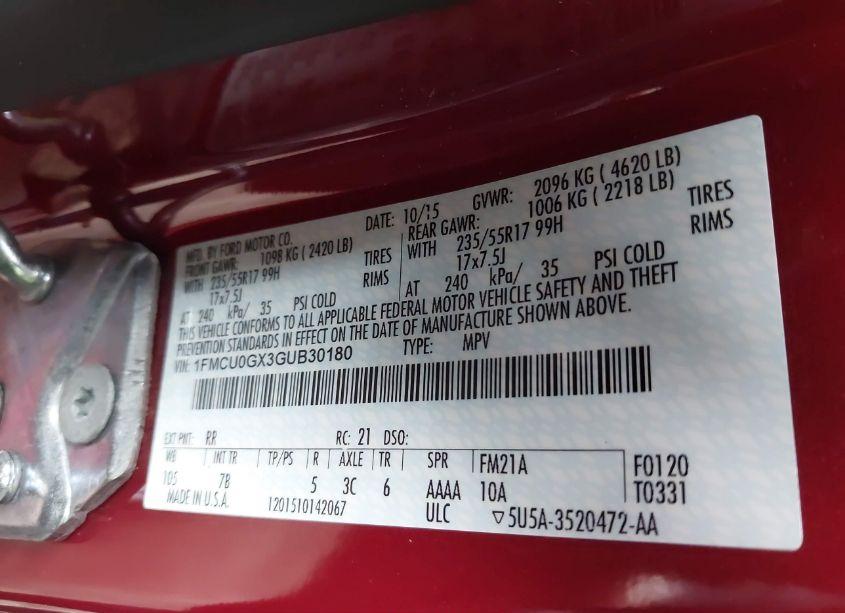 MFD. BY FORD MOTOR CO.
DATE: 10/15 GVWR: 2096 KG ( 4620 LB)
FRONT GAWR: 1098 KG ( 2420 LB) REAR GAWR: 1006 KG ( 2218 LB)
WITH 235/55R17 99H TIRES WITH 235/55R17 99H TIRES
17x7.5J RIMS 17x7.5J RIMS
AT 240 kPa/ 35 PSI COLD AT 240 kPa/ 35 PSI COLD
THIS VEHICLE CONFORMS TO ALL APPLICABLE FEDERAL MOTOR VEHICLE SAFETY AND THEFT
PREVENTION STANDARDS IN EFFECT ON THE DATE OF MANUFACTURE SHOWN ABOVE.
VIN: 1FMCU0GX3GUB30180 TYPE: MPV
EXT PNT: RR RC: 21 DSO:
WB INT TR TP/PS R AXLE TR SPR FM21A F0120
105 7B 5 3C 6 AAAA 10A T0331
MADE IN U.S.A. 1201510142067 ULC ▽5U5A-3520472-AA